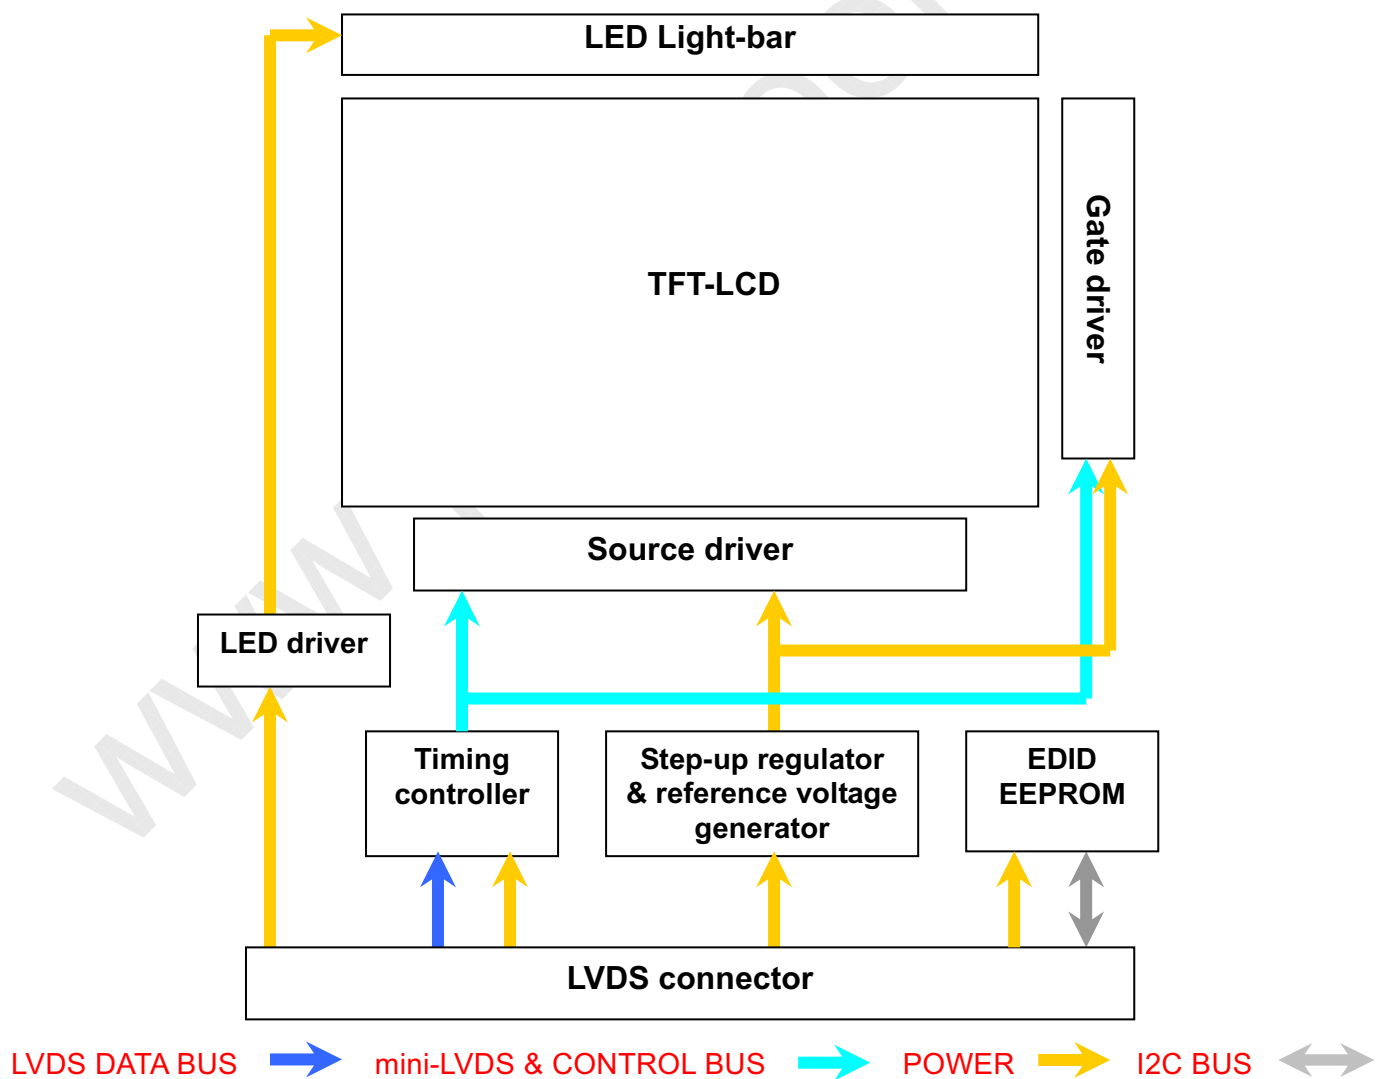 LED Light-bar
TFT-LCD
Gate driver
Source driver
LED driver
Timing
controller
Step-up regulator
& reference voltage
generator
EDID
EEPROM
LVDS connector
LVDS DATA BUS mini-LVDS & CONTROL BUS POWER I2C BUS
www